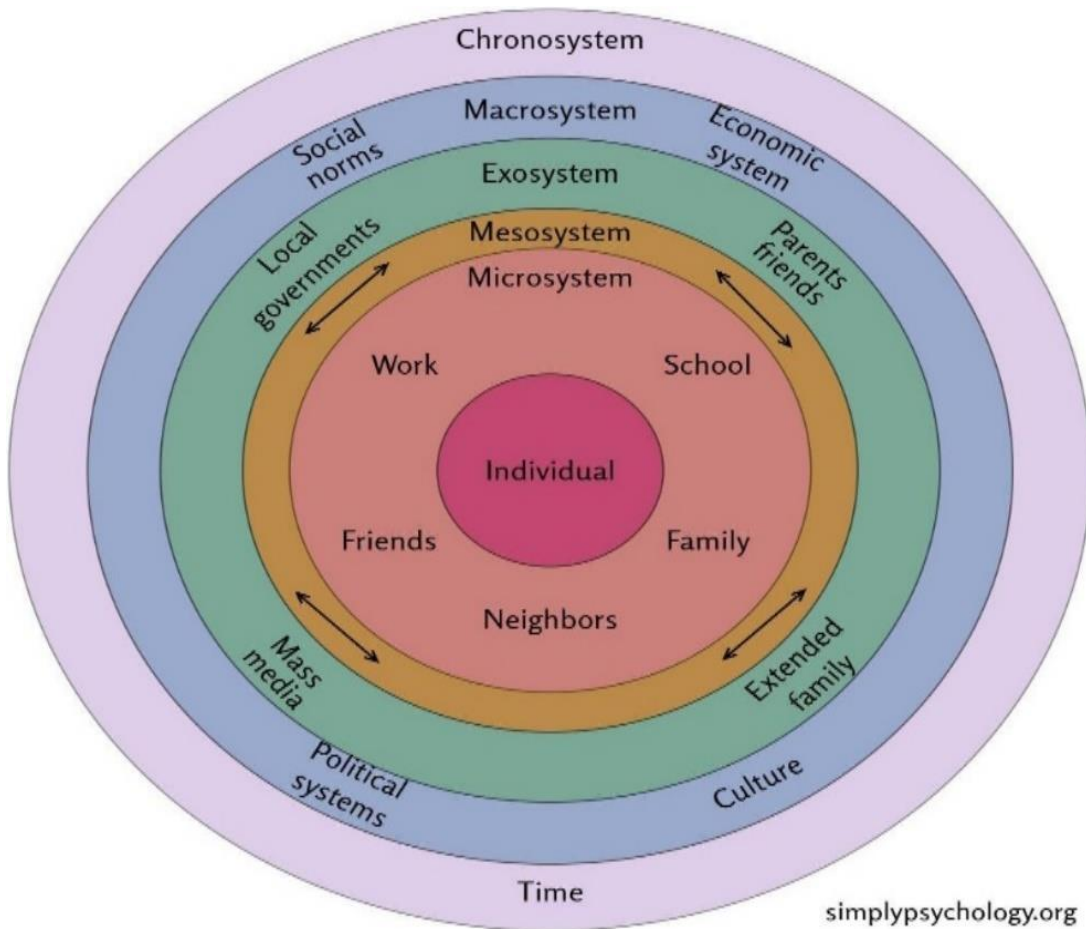 Chronosystem
Macrosystem
Social
norms
Economic
system
Exosystem
Local
governments
Parents
friends
Mesosystem
Microsystem
Work
School
Individual
Friends
Family
Neighbors
Mass
media
Extended
family
Political
systems
Culture
Time
simplypsychology.org